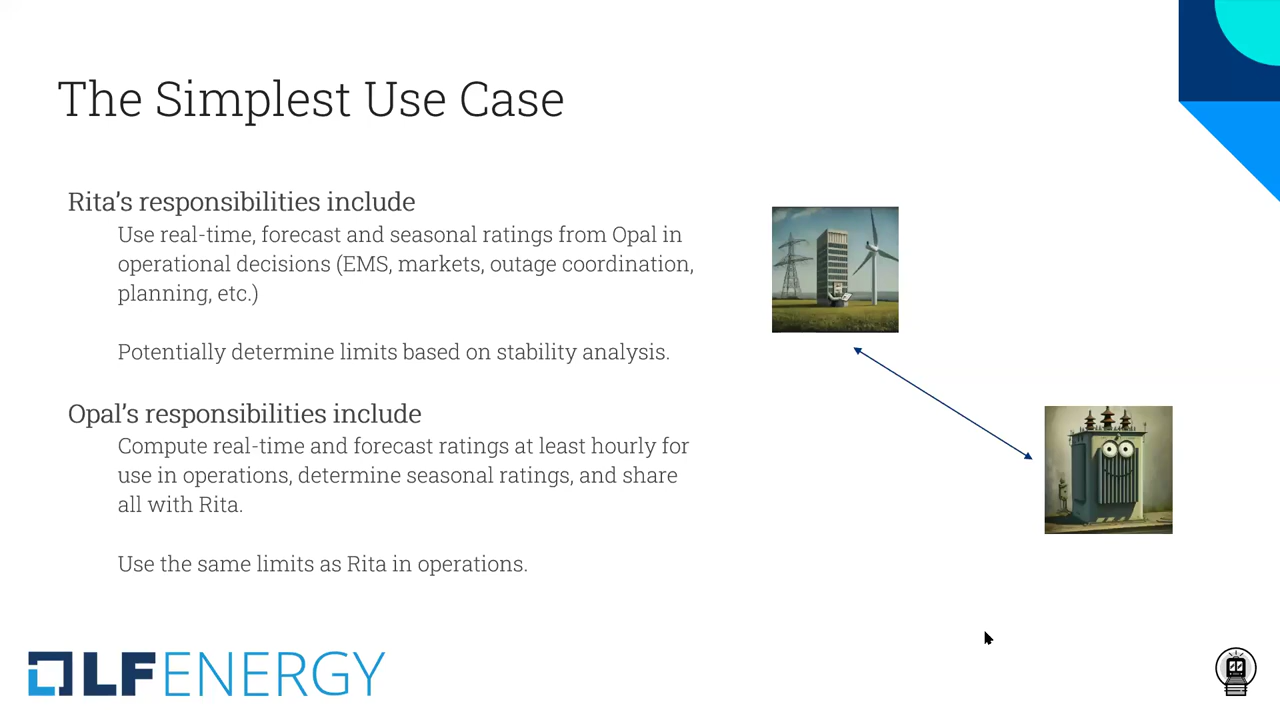 The Simplest Use Case
Rita’s responsibilities include
Use real-time, forecast and seasonal ratings from Opal in
operational decisions (EMS, markets, outage coordination,
planning, etc.)
Potentially determine limits based on stability analysis.
Opal’s responsibilities include
Compute real-time and forecast ratings at least hourly for
use in operations, determine seasonal ratings, and share
all with Rita.
Use the same limits as Rita in operations.
LF ENERGY